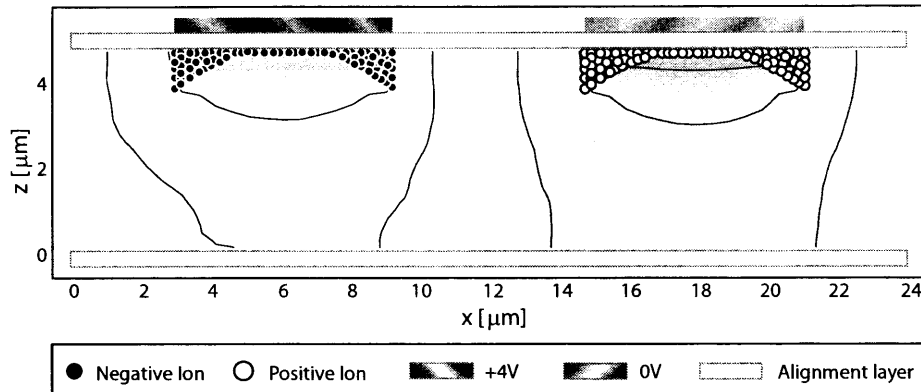 4
2
0
z [μm]
0 2 4 6 8 10 12 14 16 18 20 22 24
x [μm]
Negative Ion Positive Ion +4V 0V Alignment layer